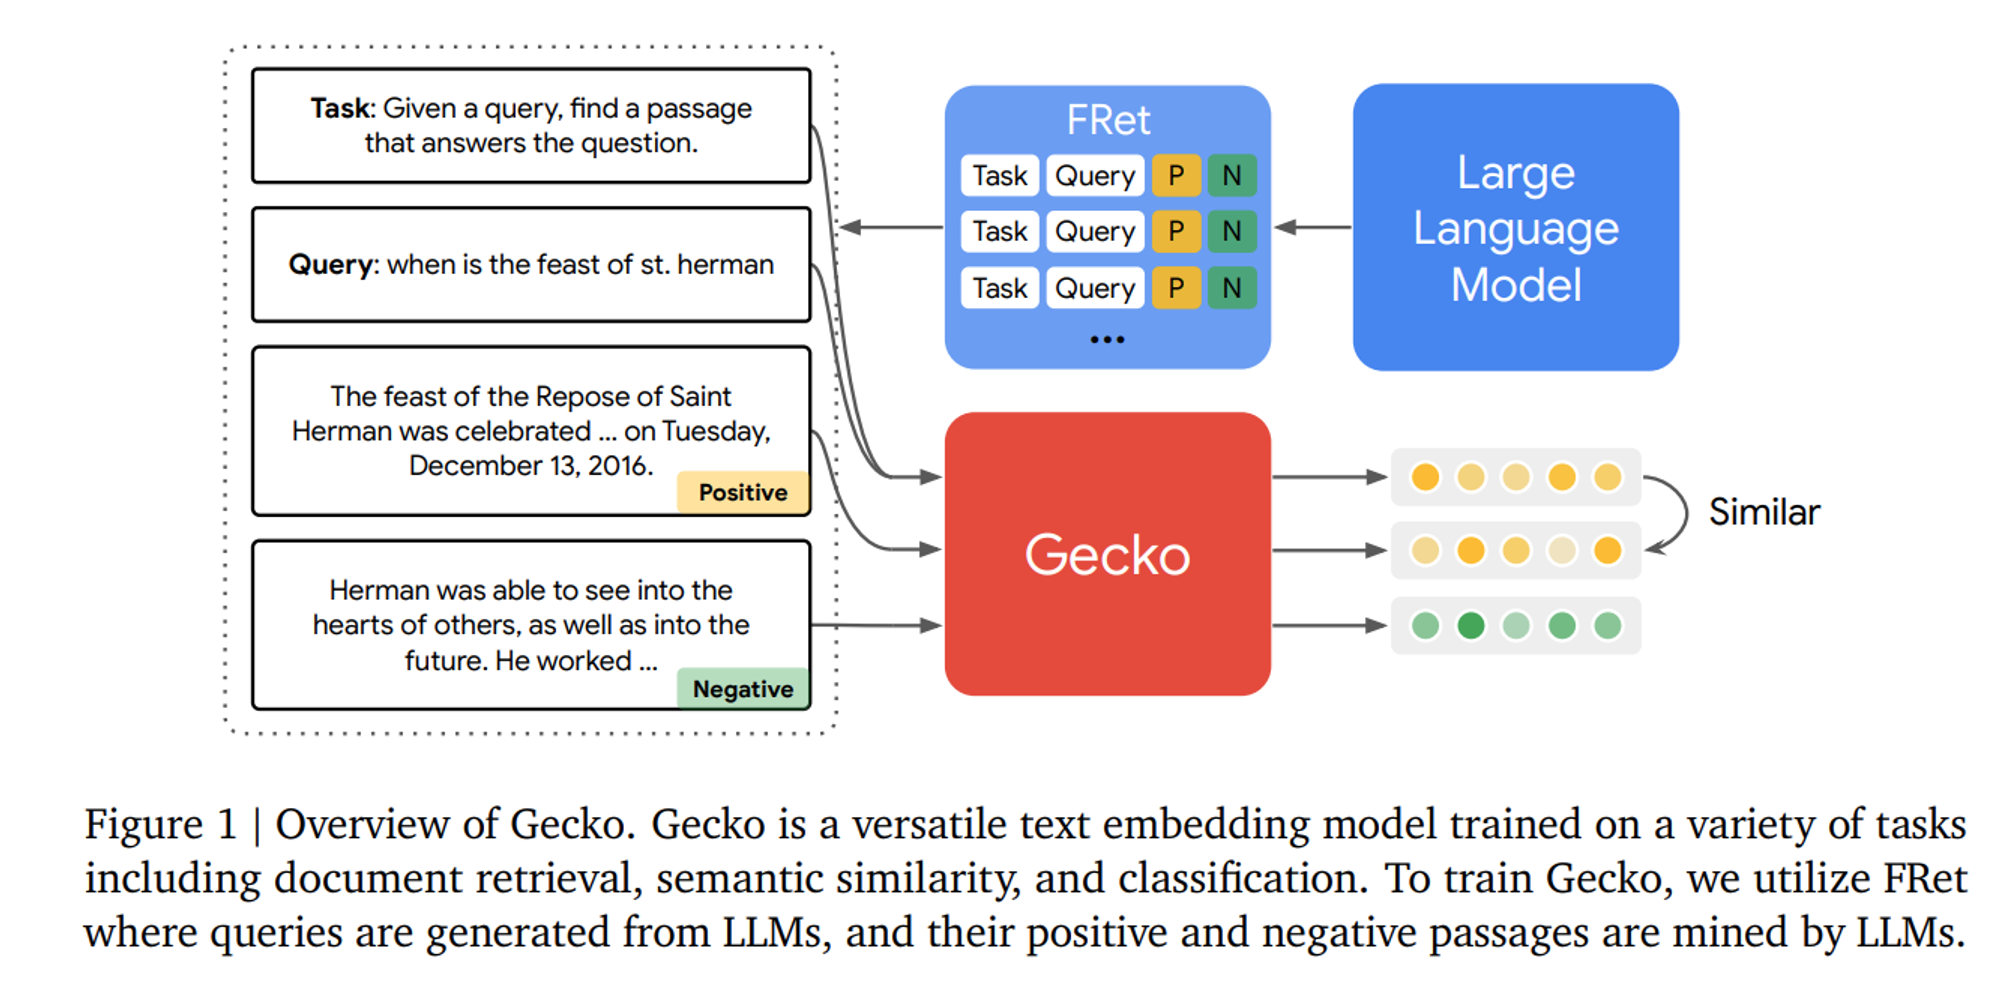 Task: Given a query, find a passage
that answers the question.
Query: when is the feast of st. herman
The feast of the Repose of Saint
Herman was celebrated ... on Tuesday,
December 13, 2016.
Positive
Herman was able to see into the
hearts of others, as well as into the
future. He worked ...
Negative
FRet
Task Query P N
Task Query P N
Task Query P N
...
Large
Language
Model
Gecko
Similar
Figure 1 | Overview of Gecko. Gecko is a versatile text embedding model trained on a variety of tasks
including document retrieval, semantic similarity, and classification. To train Gecko, we utilize FRet
where queries are generated from LLMs, and their positive and negative passages are mined by LLMs.